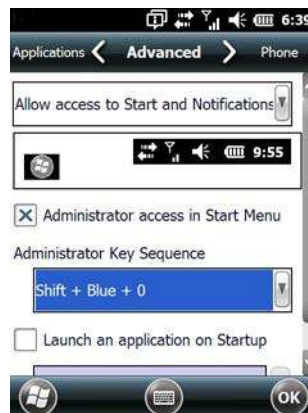 6:39
Applications Advanced Phone
Allow access to Start and Notifications
9:55
Administrator access in Start Menu
Administrator Key Sequence
Shift + Blue + 0
Launch an application on Startup
OK